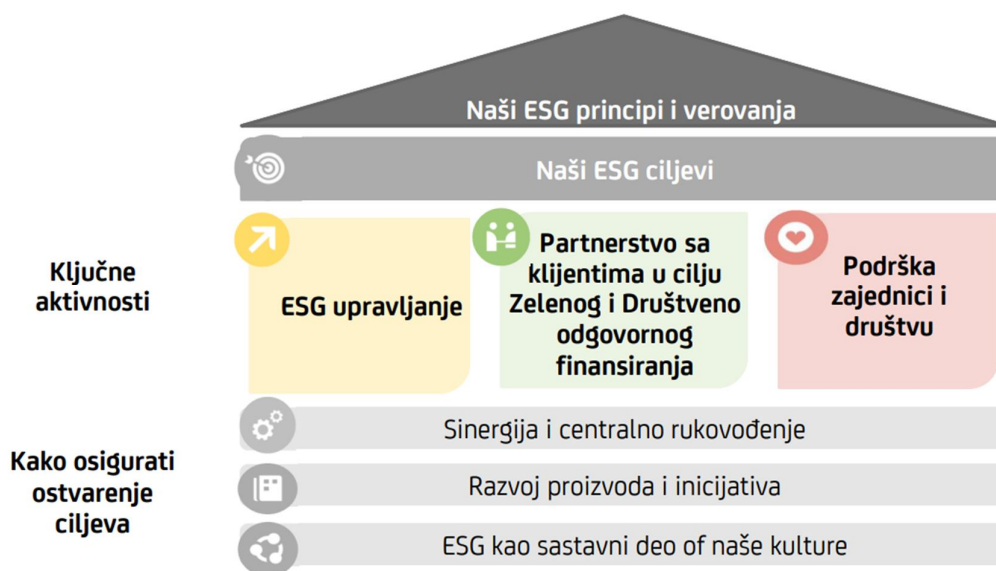 Naši ESG principi i verovanja
Naši ESG ciljevi
Ključne
aktivnosti
ESG upravljanje
Partnerstvo sa
klijentima u cilju
Zelenog i Društveno
odgovornog
finansiranja
Podrška
zajednici i
društvu
Kako osigurati
ostvarenje
ciljeva
Sinergija i centralno rukovođenje
Razvoj proizvoda i inicijativa
ESG kao sastavni deo of naše kulture